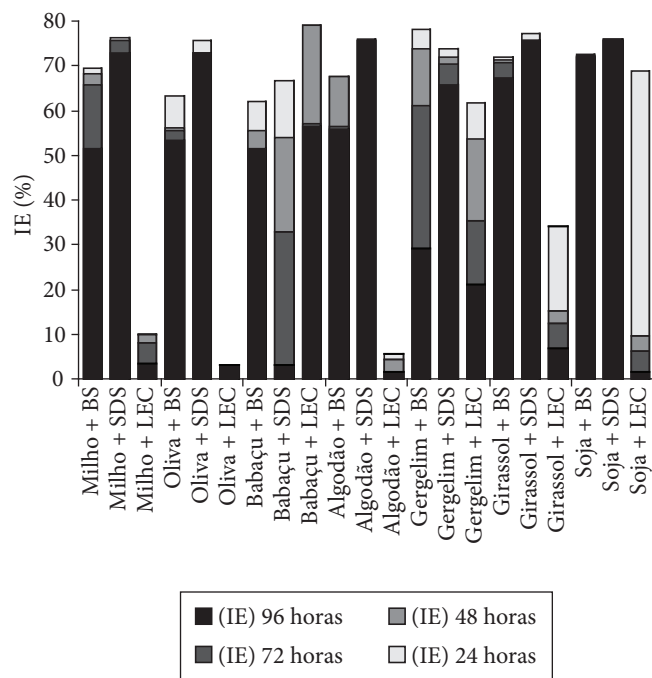 80
70
60
50
40
30
20
10
0
IE (%)
Milho + BS
Milho + SDS
Milho + LEC
Oliva + BS
Oliva + SDS
Oliva + LEC
Babaçu + BS
Babaçu + SDS
Babaçu + LEC
Algodão + BS
Algodão + SDS
Algodão + LEC
Gergelim + BS
Gergelim + SDS
Gergelim + LEC
Girassol + BS
Girassol + SDS
Girassol + LEC
Soja + BS
Soja + SDS
Soja + LEC
(IE) 96 horas
(IE) 48 horas
(IE) 72 horas
(IE) 24 horas